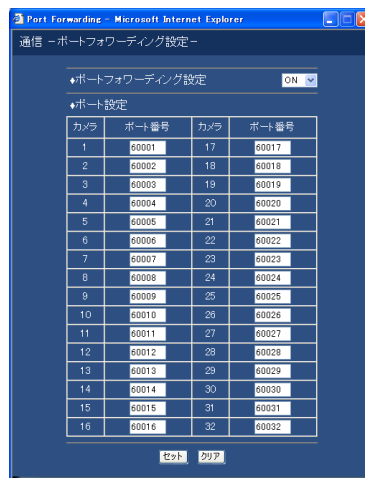 Port Forwarding - Microsoft Internet Explorer
通信 －ポートフォワーディング設定－
♦ポートフォワーディング設定 ON
♦ポート設定
カメラ ポート番号 カメラ ポート番号
1 60001 17 60017
2 60002 18 60018
3 60003 19 60019
4 60004 20 60020
5 60005 21 60021
6 60006 22 60022
7 60007 23 60023
8 60008 24 60024
9 60009 25 60025
10 60010 26 60026
11 60011 27 60027
12 60012 28 60028
13 60013 29 60029
14 60014 30 60030
15 60015 31 60031
16 60016 32 60032
セット クリア